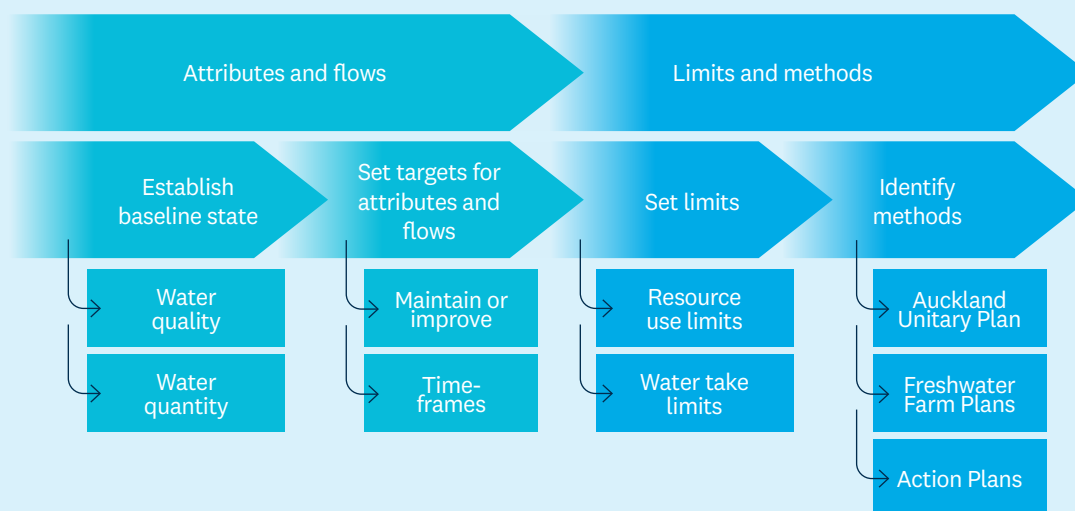 Attributes and flows
Limits and methods
Establish
baseline state
Set targets for
attributes and
flows
Set limits
Identify
methods
Water
quality
Water
quantity
Maintain or
improve
Time-
frames
Resource
use limits
Water take
limits
Auckland
Unitary Plan
Freshwater
Farm Plans
Action Plans